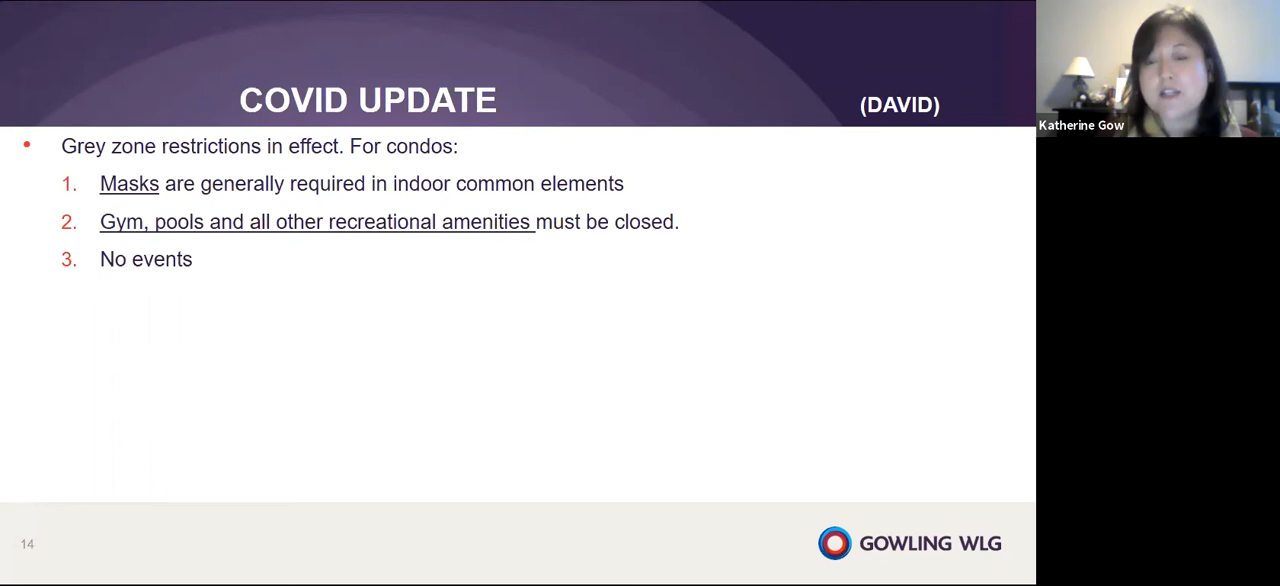 COVID UPDATE
(DAVID)
Katherine Gow
• Grey zone restrictions in effect. For condos:
1. Masks are generally required in indoor common elements
2. Gym, pools and all other recreational amenities must be closed.
3. No events
14
GOWLING WLG